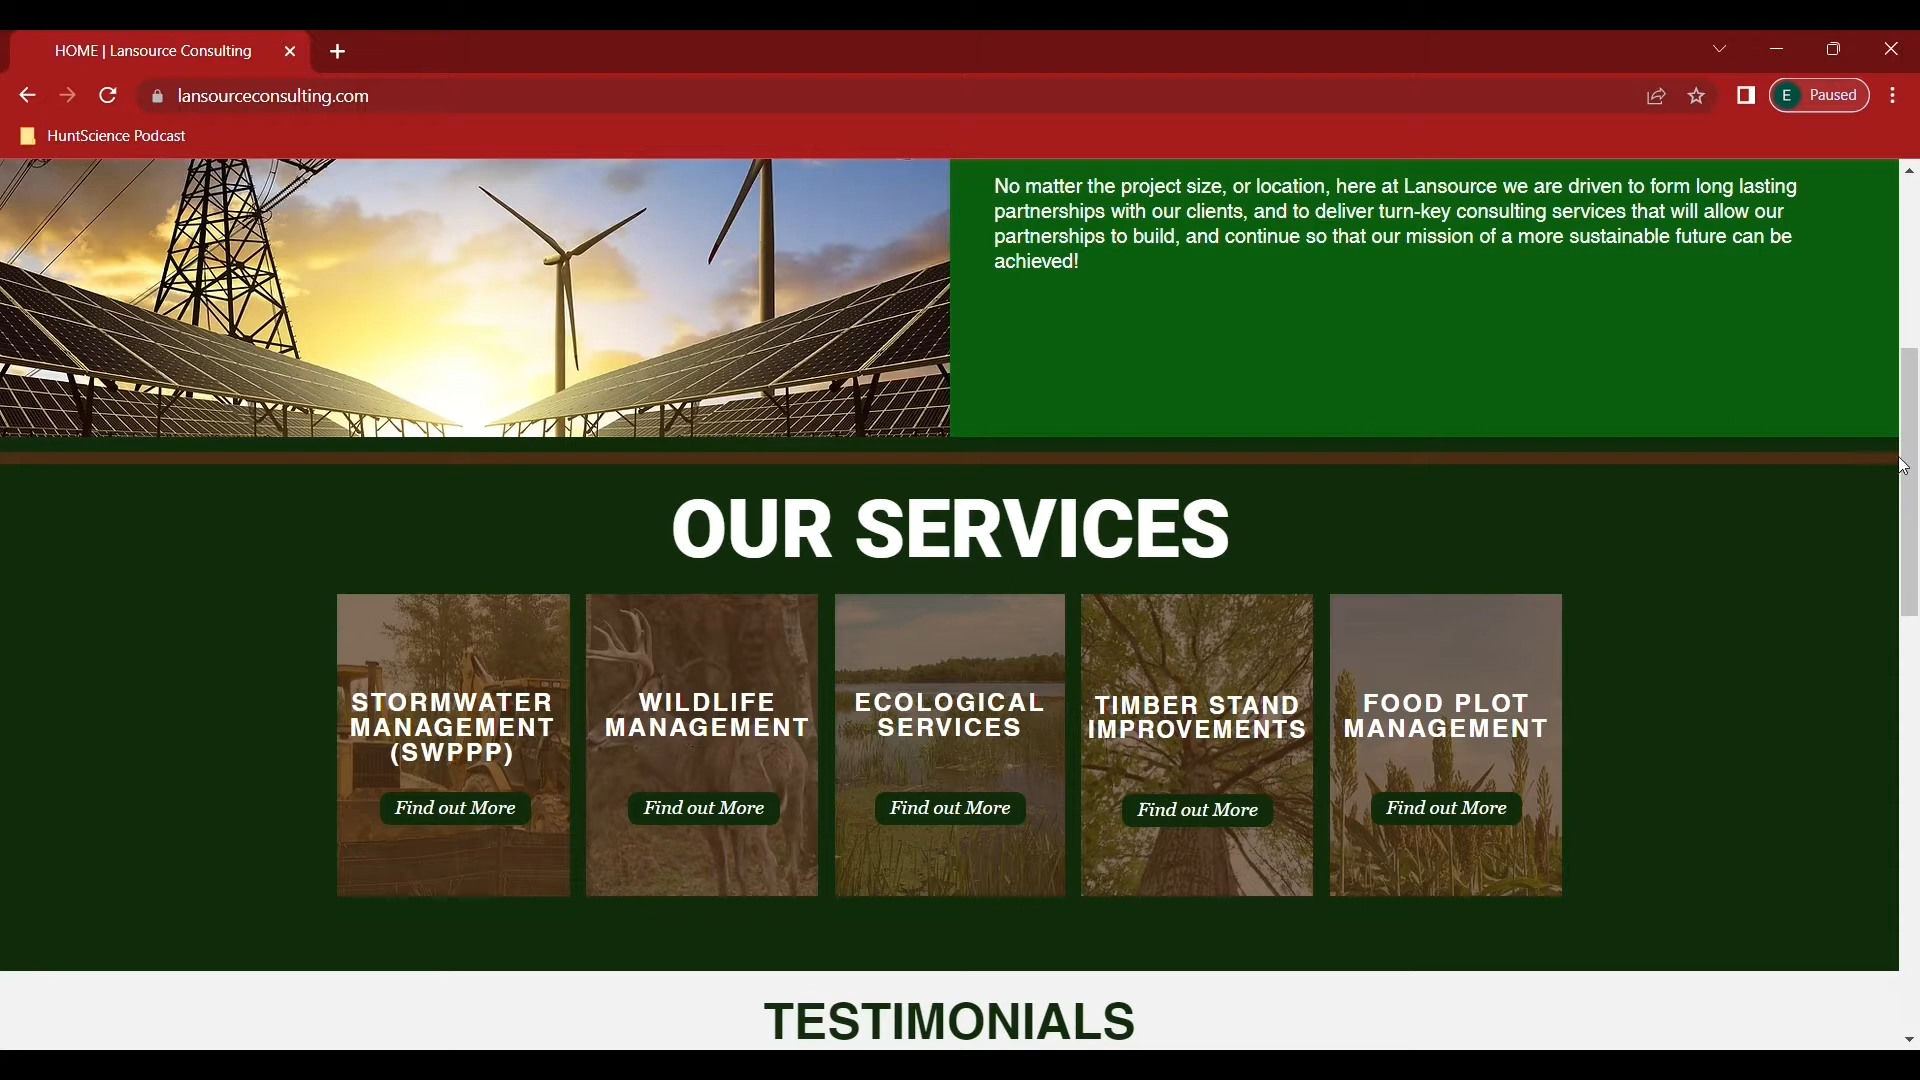 HOME | Lansource Consulting
lansourceconsulting.com
E
Paused
HuntScience Podcast
No matter the project size, or location, here at Lansource we are driven to form long lasting
partnerships with our clients, and to deliver turn-key consulting services that will allow our
partnerships to build, and continue so that our mission of a more sustainable future can be
achieved!
OUR SERVICES
STORMWATER
MANAGEMENT
(SWPPP)
Find out More
WILDLIFE
MANAGEMENT
Find out More
ECOLOGICAL
SERVICES
Find out More
TIMBER STAND
IMPROVEMENTS
Find out More
FOOD PLOT
MANAGEMENT
Find out More
TESTIMONIALS